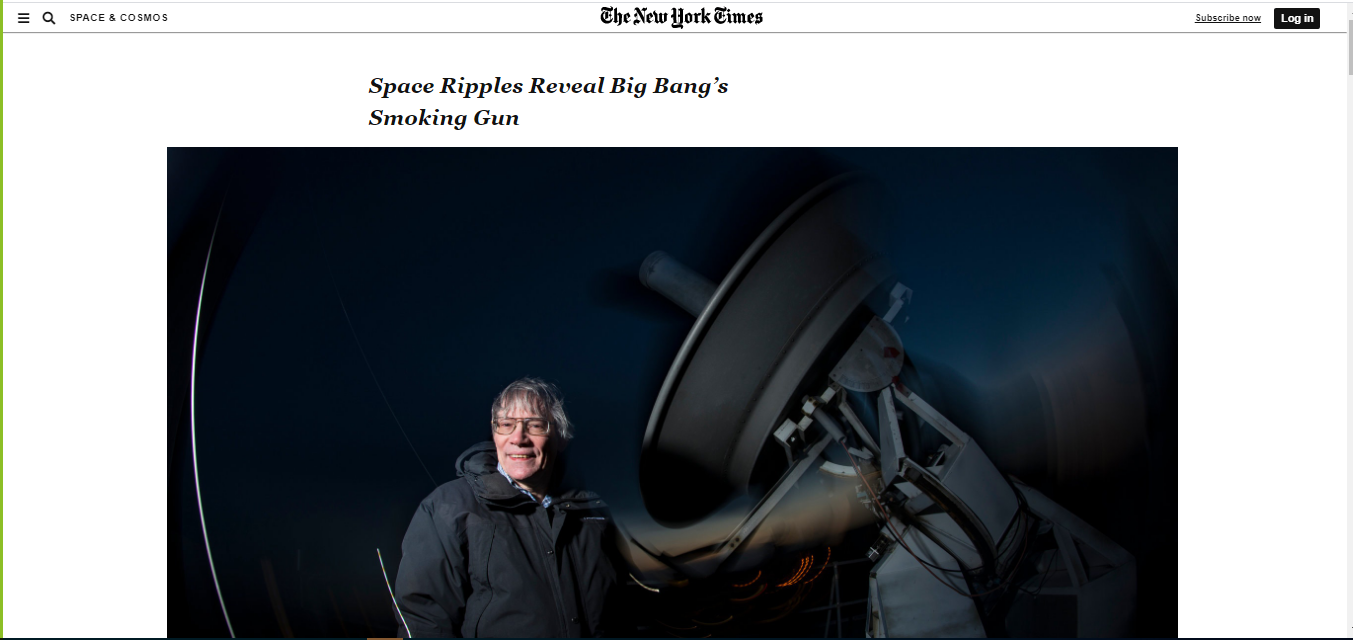 SPACE & COSMOS
The New York Times
Subscribe now
Log in
Space Ripples Reveal Big Bang’s
Smoking Gun